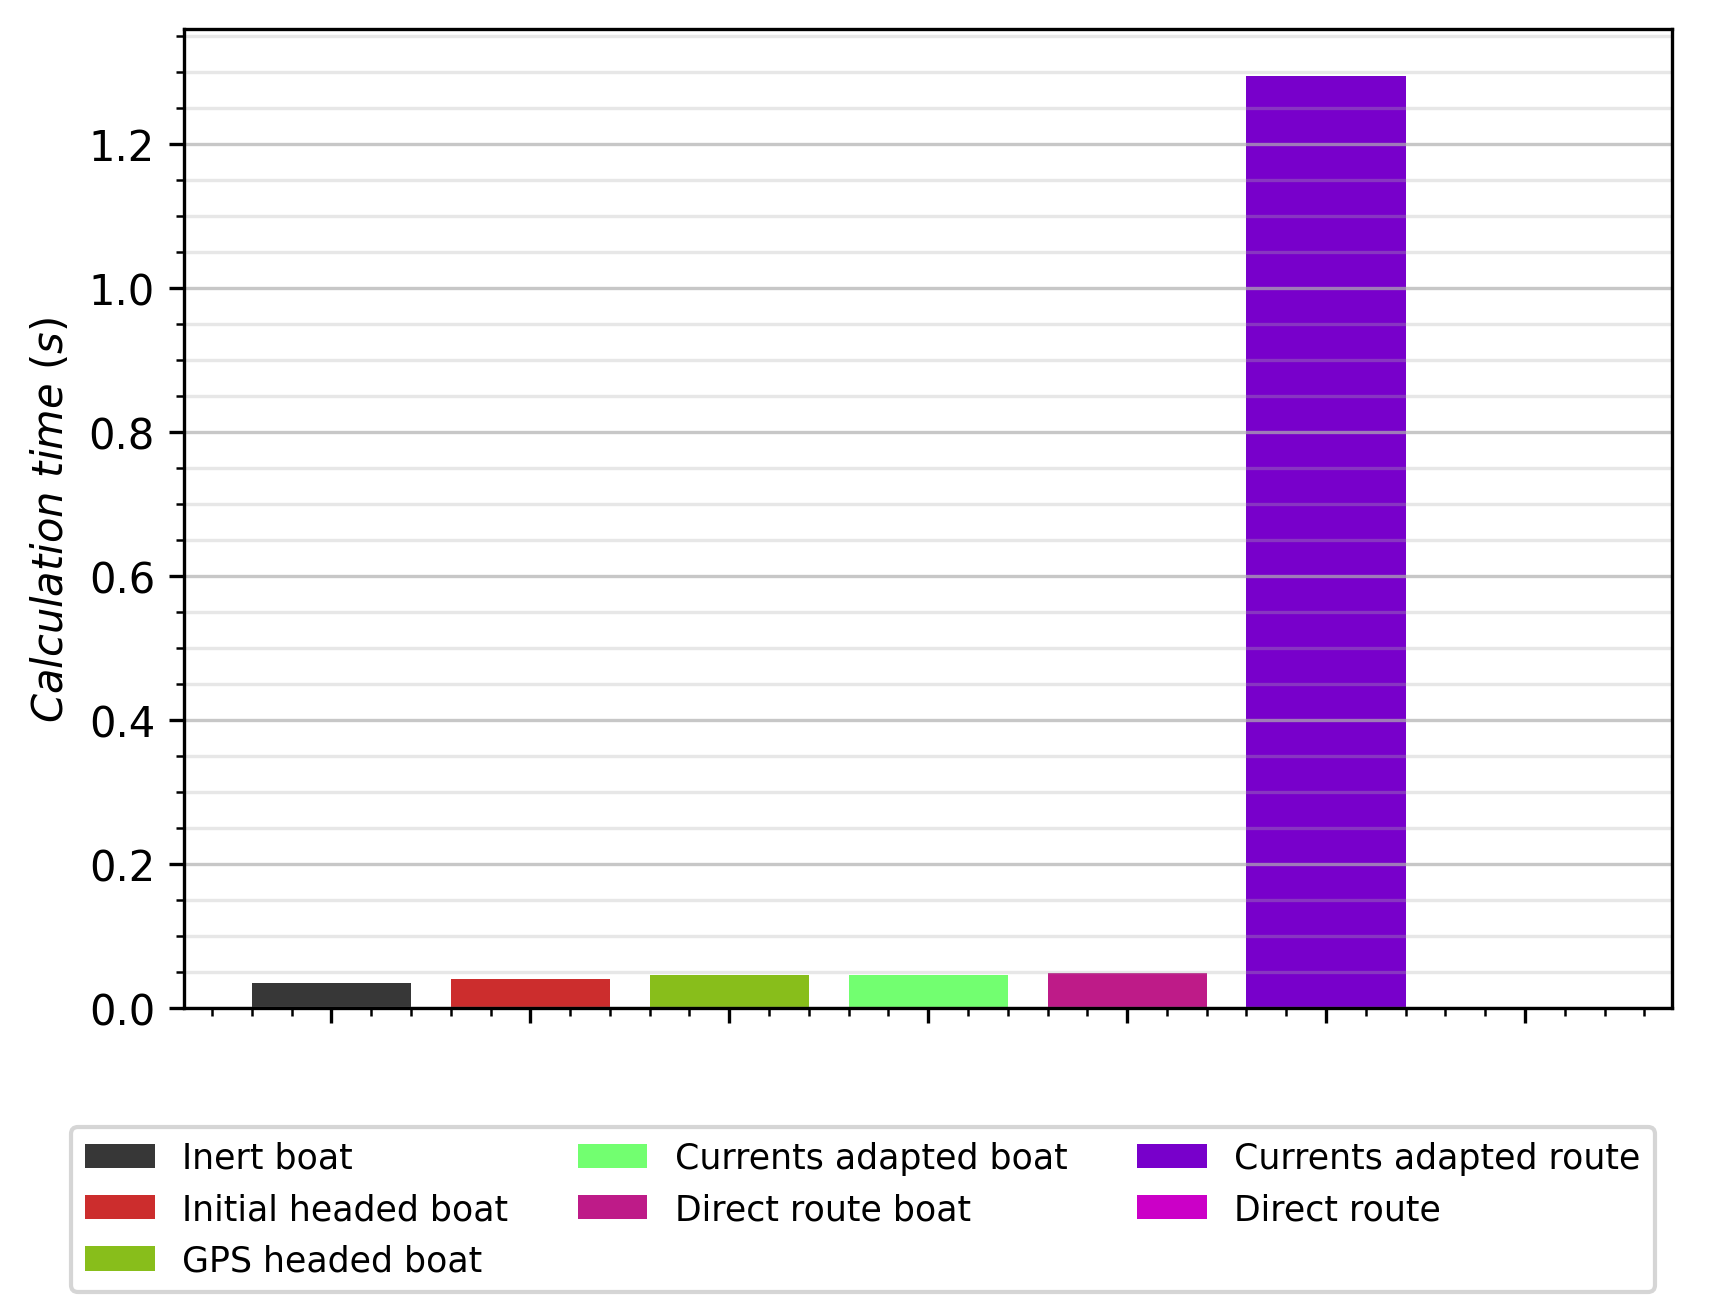 1.2
1.0
0.8
0.6
0.4
0.2
0.0
Calculation time (s)
Inert boat
Initial headed boat
GPS headed boat
Currents adapted boat
Direct route boat
Currents adapted route
Direct route